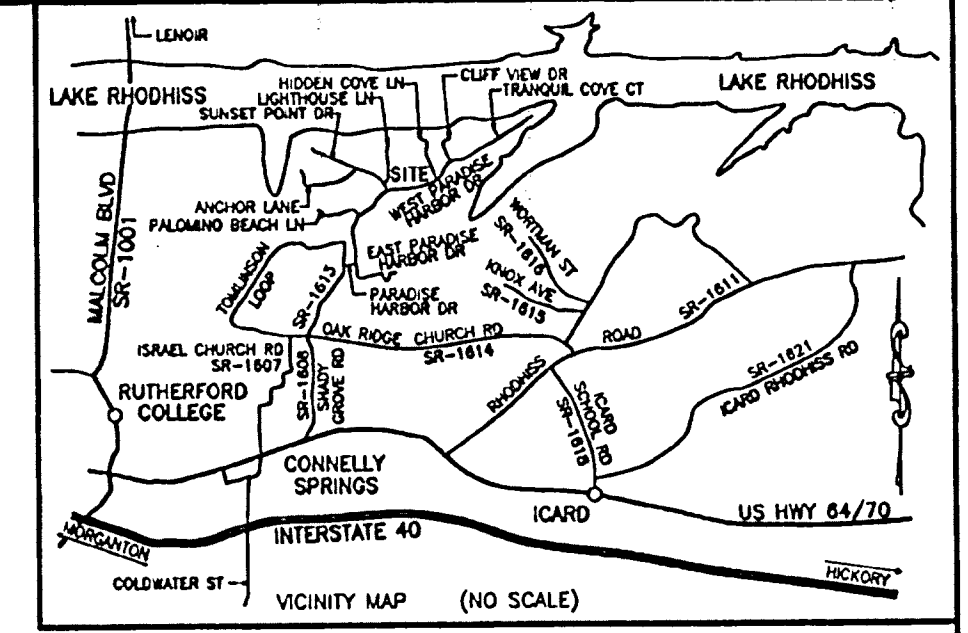 LENOIR
HIDDEN COVE LN
CLIFF VIEW DR
LAKE RHODHISS
LIGHTHOUSE LN
TRANQUIL COVE CT
LAKE RHODHISS
SUNSET POINT DR
SITE
ANCHOR LANE
PALOMINO BEACH LN
WEST PARADISE
HARBOR DR
WORTMAN ST
SR-1616
EAST PARADISE
HARBOR DR
MALCOLM BLVD
SR-1001
TOMLINSON
LOOP
SR-1615
KNOX AVE
SR-1615
PARADISE
HARBOR DR
SR-1611
OAK RIDGE CHURCH RD
SR-1614
ROAD
ISRAEL CHURCH RD
SR-1607
SR-1608
SHADY
GROVE RD
RHODHISS
SR-1621
ICARD RHODHISS RD
RUTHERFORD
COLLEGE
ICARD
SCHOOL RD
SR-1618
CONNELLY
SPRINGS
ICARD
US HWY 64/70
MORGANTON
INTERSTATE 40
HICKORY
COLDWATER ST
VICINITY MAP (NO SCALE)